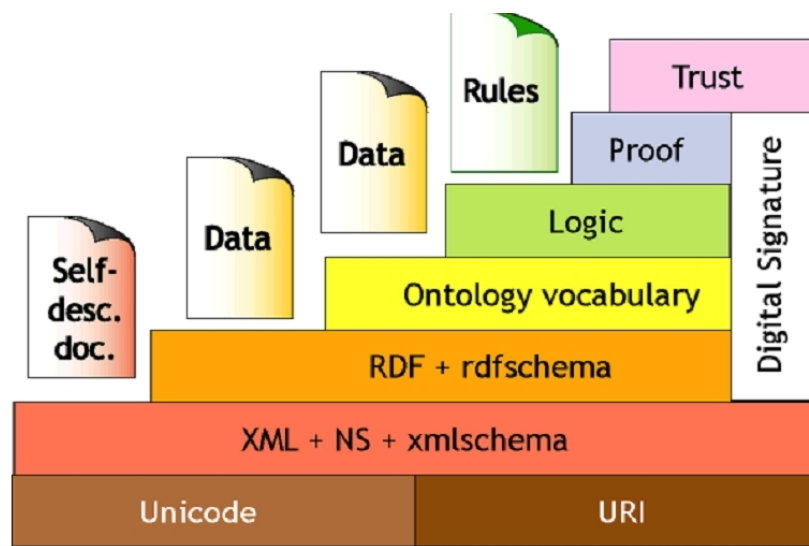 Rules
Trust
Data
Proof
Data
Logic
Digital Signature
Self-
desc.
doc.
Ontology vocabulary
RDF + rdfschema
XML + NS + xmlschema
Unicode
URI